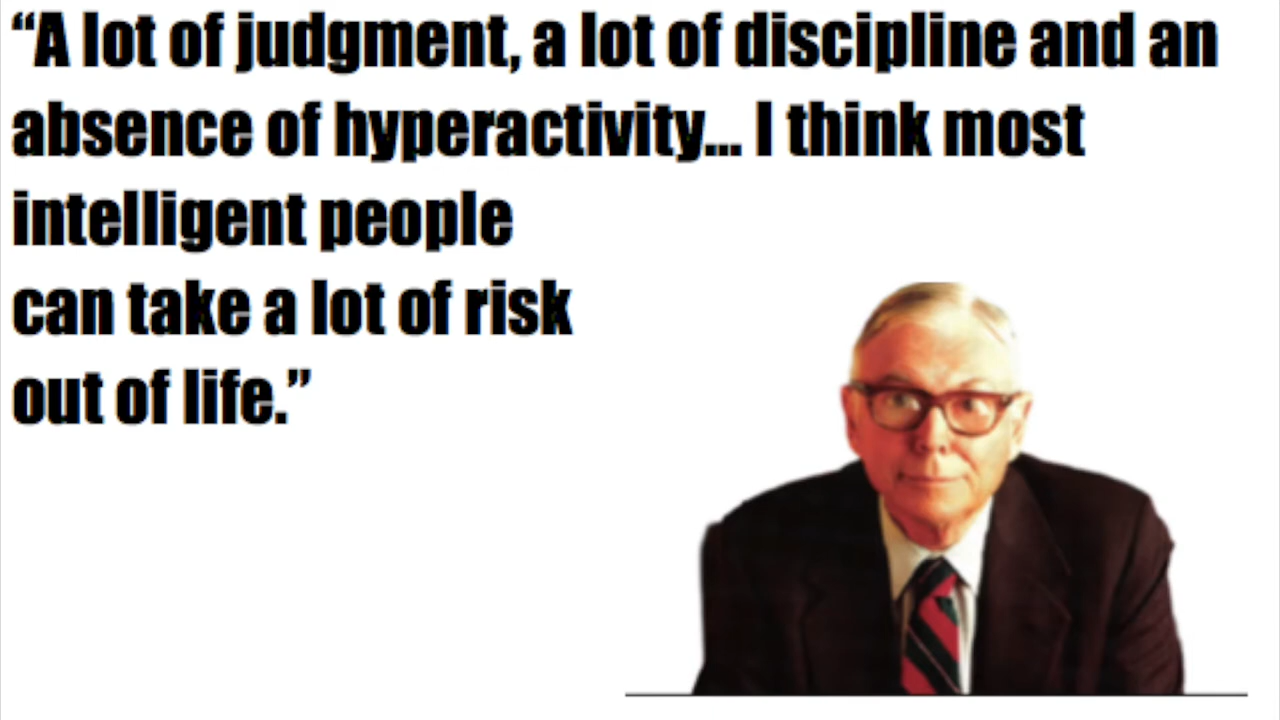 “A lot of judgment, a lot of discipline and an
absence of hyperactivity... I think most
intelligent people
can take a lot of risk
out of life.”